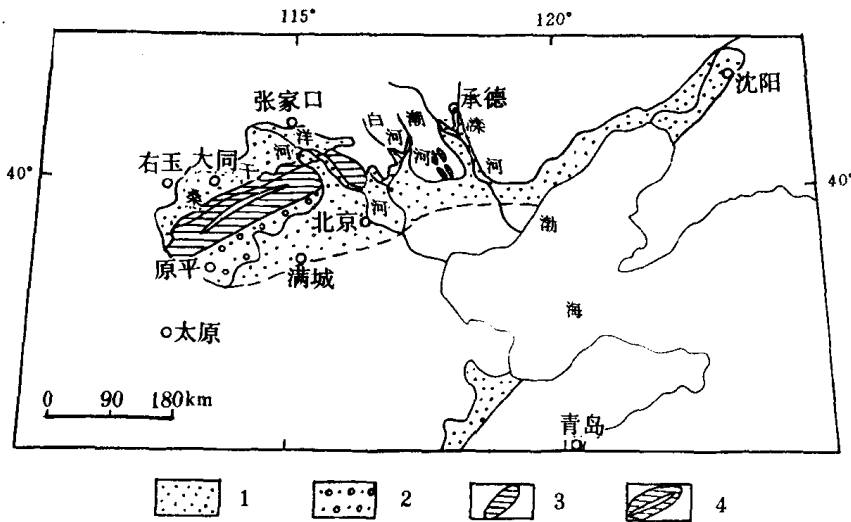 115° 120°
沈阳
承德
张家口
白 潮 滦
洋
河 河
右玉 大同 干 河 河
40° 40°
桑
北京 河 渤
原平 满城
海
太原
0 90 180km
青岛
1 2 3 4